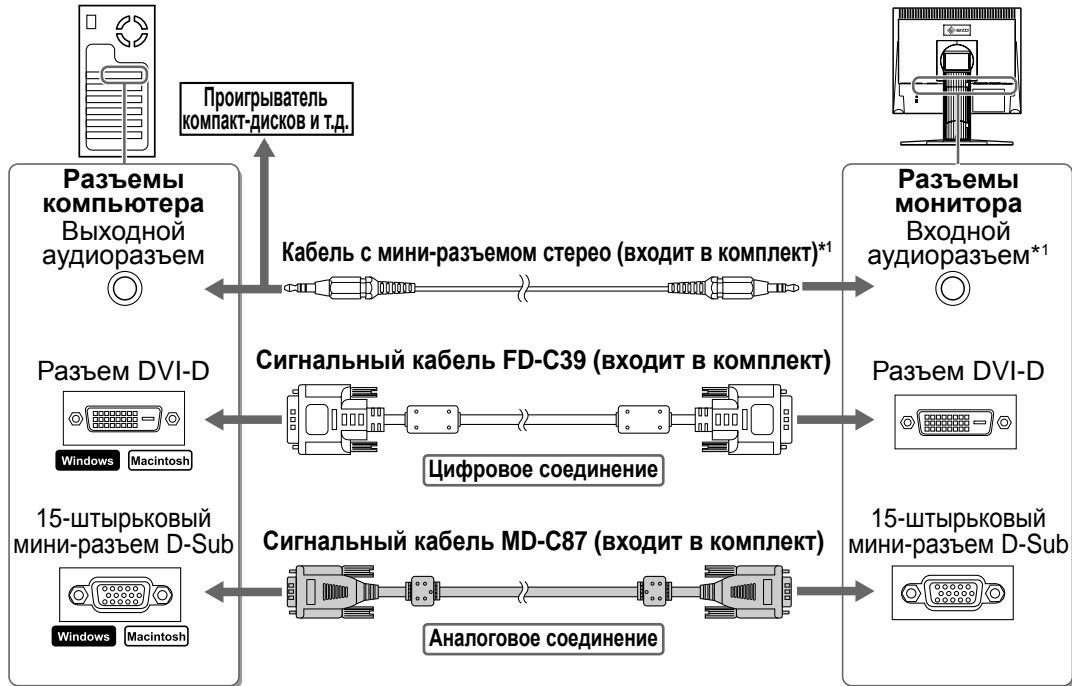 EIZO
Проигрыватель
компакт-дисков и т.д.
Разъемы
компьютера
Выходной
аудиоразъем
Кабель с мини-разъемом стерео (входит в комплект)*1
Разъемы
монитора
Входной
аудиоразъем*1
Разъем DVI-D
Windows Macintosh
Сигнальный кабель FD-C39 (входит в комплект)
Цифровое соединение
Разъем DVI-D
15-штырьковый
мини-разъем D-Sub
Windows Macintosh
Сигнальный кабель MD-C87 (входит в комплект)
Аналоговое соединение
15-штырьковый
мини-разъем D-Sub